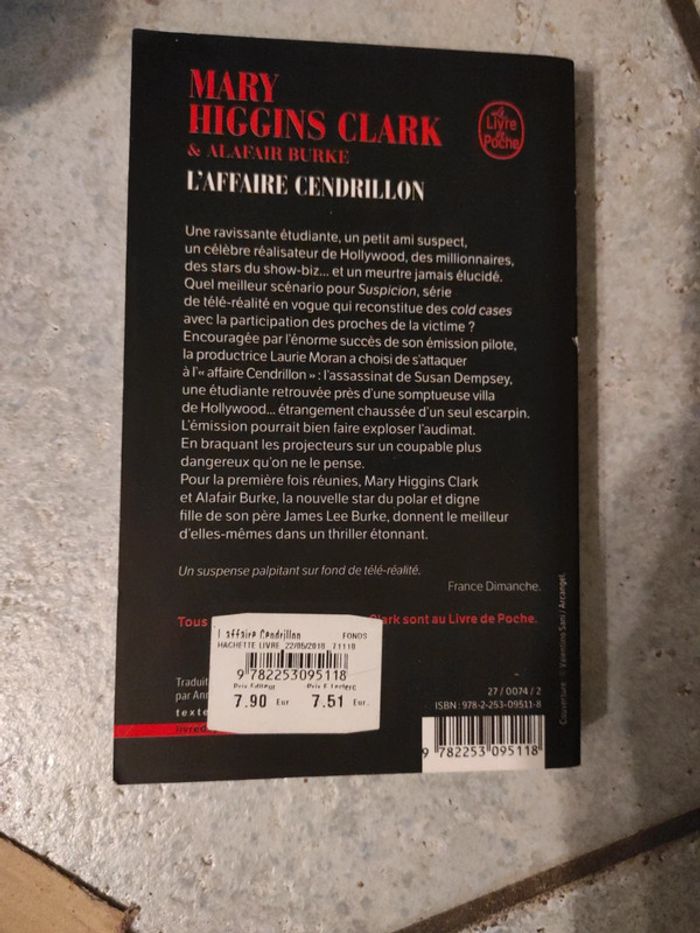 MARY
HIGGINS CLARK
& ALAFAIR BURKE
L'AFFAIRE CENDRILLON
Le
Livre
de
Poche
Une ravissante étudiante, un petit ami suspect,
un célèbre réalisateur de Hollywood, des millionnaires,
des stars du show-biz... et un meurtre jamais élucidé.
Quel meilleur scénario pour Suspicion, série
de télé-réalité en vogue qui reconstitue des cold cases
avec la participation des proches de la victime ?
Encouragée par l'énorme succès de son émission pilote,
la productrice Laurie Moran a choisi de s'attaquer
à l'« affaire Cendrillon » : l'assassinat de Susan Dempsey,
une étudiante retrouvée près d'une somptueuse villa
de Hollywood... étrangement chaussée d'un seul escarpin.
L'émission pourrait bien faire exploser l'audimat.
En braquant les projecteurs sur un coupable plus
dangereux qu'on ne le pense.
Pour la première fois réunies, Mary Higgins Clark
et Alafair Burke, la nouvelle star du polar et digne
fille de son père James Lee Burke, donnent le meilleur
d'elles-mêmes dans un thriller étonnant.
Un suspense palpitant sur fond de télé-réalité.
France Dimanche.
Tous Clark sont au Livre de Poche.
L affaire Cendrillon FONDS
HACHETTE LIVRE 22/05/2018 71110
9 782253 095118
Prix Editeur Prix E.Leclerc
7.90 Eur 7.51 Eur.
Traduit
par Ann
texte
livred
27 / 0074 / 2
ISBN : 978-2-253-09511-8
9 782253 095118
Couverture : © Valentino Sani / Arcangel.